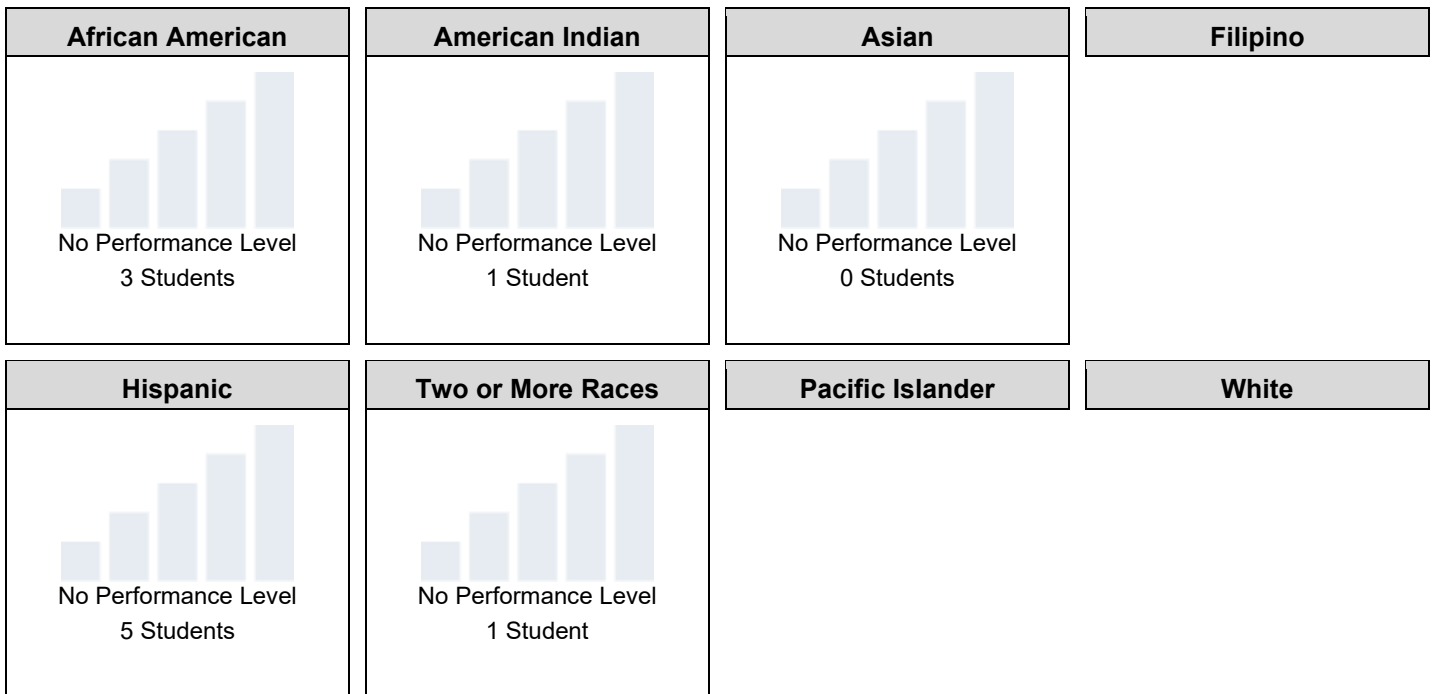 African American
American Indian
Asian
Filipino
No Performance Level
3 Students
No Performance Level
1 Student
No Performance Level
0 Students
Hispanic
Two or More Races
Pacific Islander
White
No Performance Level
5 Students
No Performance Level
1 Student